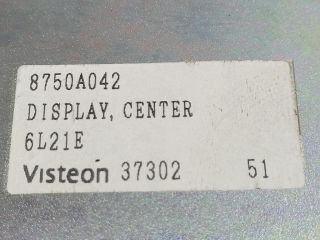 8750A042
DISPLAY, CENTER
6L21E
Visteon 37302 51